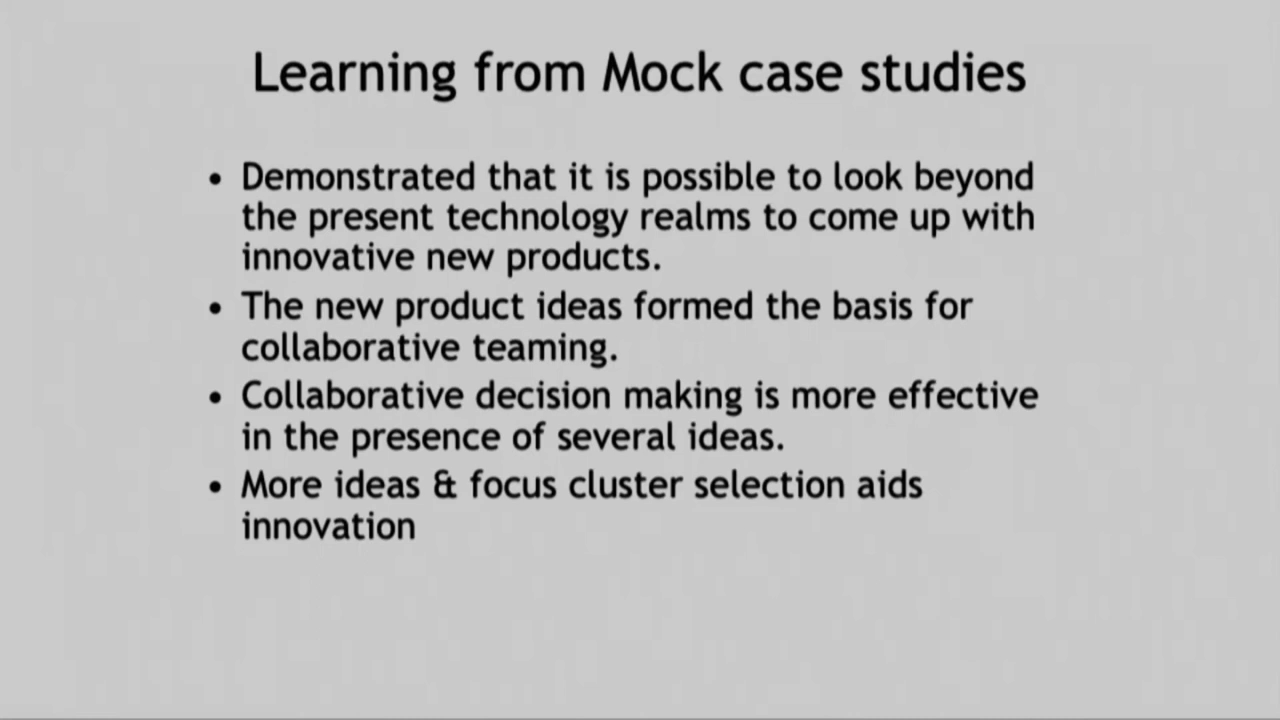 Learning from Mock case studies
• Demonstrated that it is possible to look beyond
the present technology realms to come up with
innovative new products.
• The new product ideas formed the basis for
collaborative teaming.
• Collaborative decision making is more effective
in the presence of several ideas.
• More ideas & focus cluster selection aids
innovation